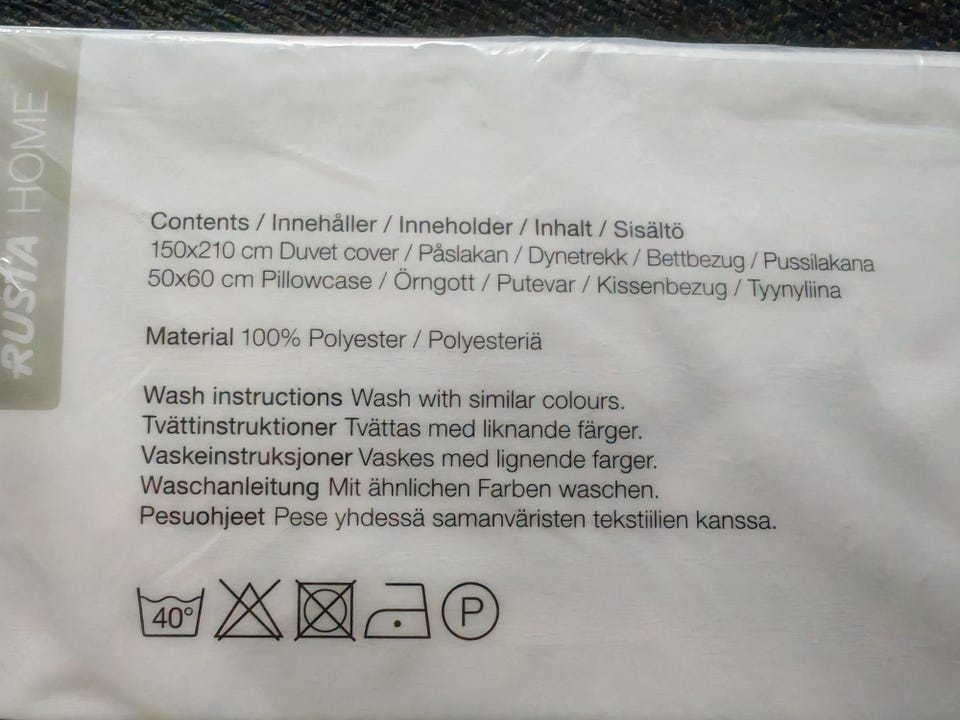 RUSTA HOME
Contents / Innehåller / Inneholder / Inhalt / Sisältö
150x210 cm Duvet cover / Påslakan / Dynetrekk / Bettbezug / Pussilakana
50x60 cm Pillowcase / Örngott / Putevar / Kissenbezug / Tyynyliina
Material 100% Polyester / Polyesteriä
Wash instructions Wash with similar colours.
Tvättinstruktioner Tvättas med liknande färger.
Vaskeinstruksjoner Vaskes med lignende farger.
Waschanleitung Mit ähnlichen Farben waschen.
Pesuohjeet Pese yhdessä samanväristen tekstiilien kanssa.
40° P